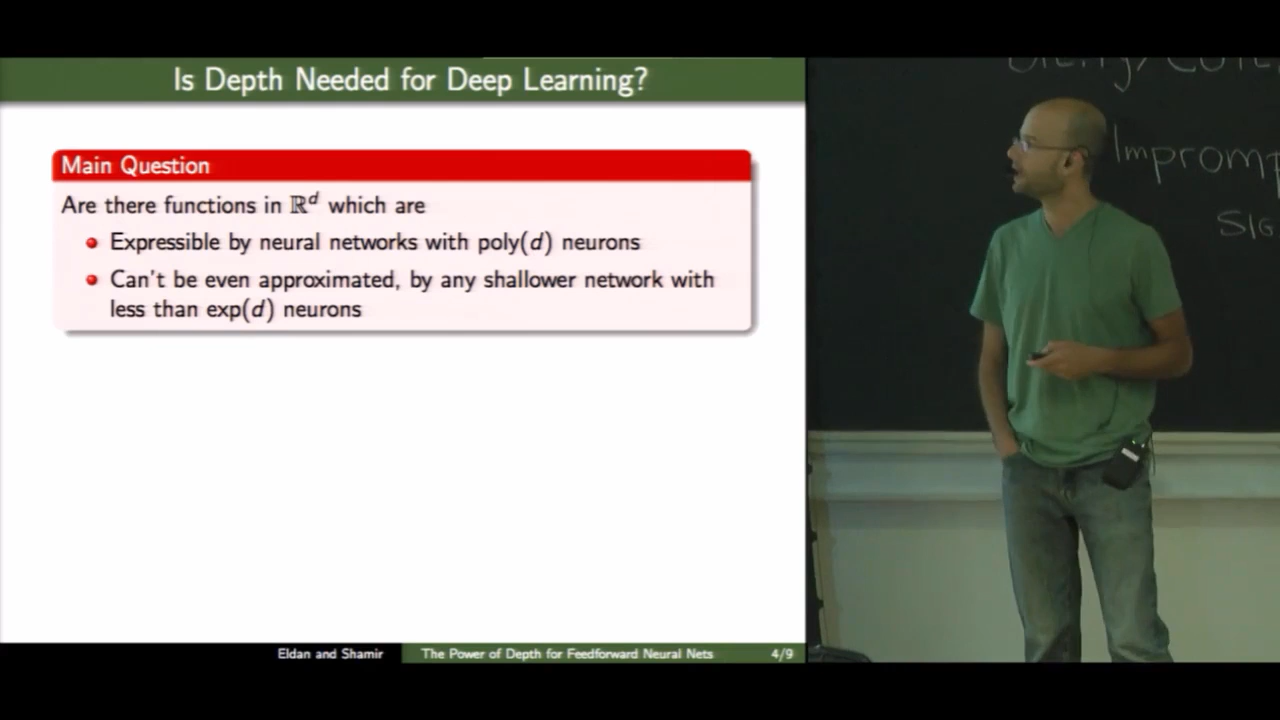 Is Depth Needed for Deep Learning?
Main Question
Are there functions in ℝᵈ which are
Expressible by neural networks with poly(d) neurons
Can't be even approximated, by any shallower network with
less than exp(d) neurons
Eldan and Shamir
The Power of Depth for Feedforward Neural Nets
4/9